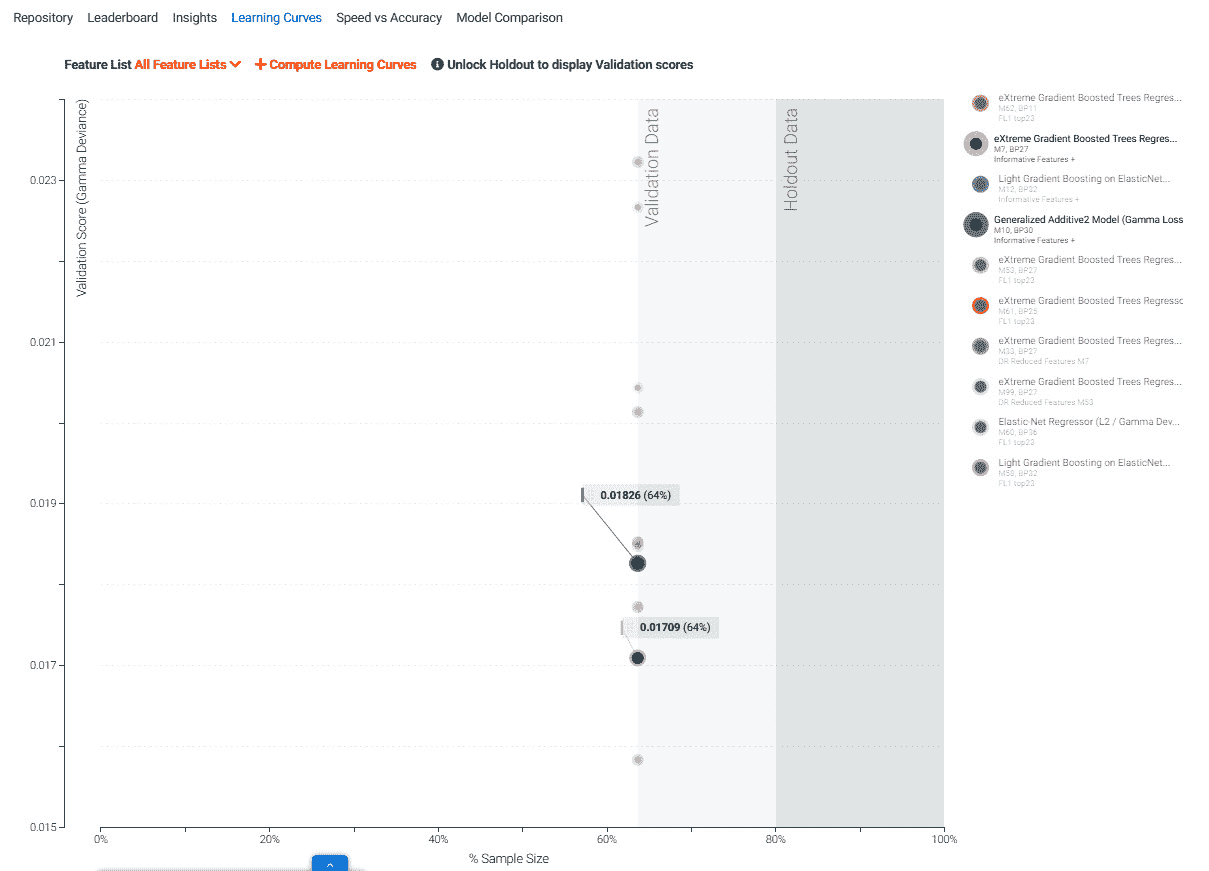 Repository Leaderboard Insights Learning Curves Speed vs Accuracy Model Comparison
Feature List All Feature Lists + Compute Learning Curves Unlock Holdout to display Validation scores
Validation Score (Gamma Deviance)
0.023
0.021
0.019
0.017
0.015
Validation Data
Holdout Data
0.01826 (64%)
0.01709 (64%)
0% 20% 40% 60% 80% 100%
% Sample Size
eXtreme Gradient Boosted Trees Regres...
M62, BP11
FL1 top23
eXtreme Gradient Boosted Trees Regres...
M7, BP27
Informative Features +
Light Gradient Boosting on ElasticNet...
M12, BP32
Informative Features +
Generalized Additive2 Model (Gamma Loss
M10, BP30
Informative Features +
eXtreme Gradient Boosted Trees Regres...
M53, BP27
FL1 top23
eXtreme Gradient Boosted Trees Regresso
M61, BP25
FL1 top23
eXtreme Gradient Boosted Trees Regres...
M33, BP27
DR Reduced Features M7
eXtreme Gradient Boosted Trees Regres...
M99, BP27
DR Reduced Features M53
Elastic-Net Regressor (L2 / Gamma Dev...
M60, BP36
FL1 top23
Light Gradient Boosting on ElasticNet...
BP32
FL1 top23